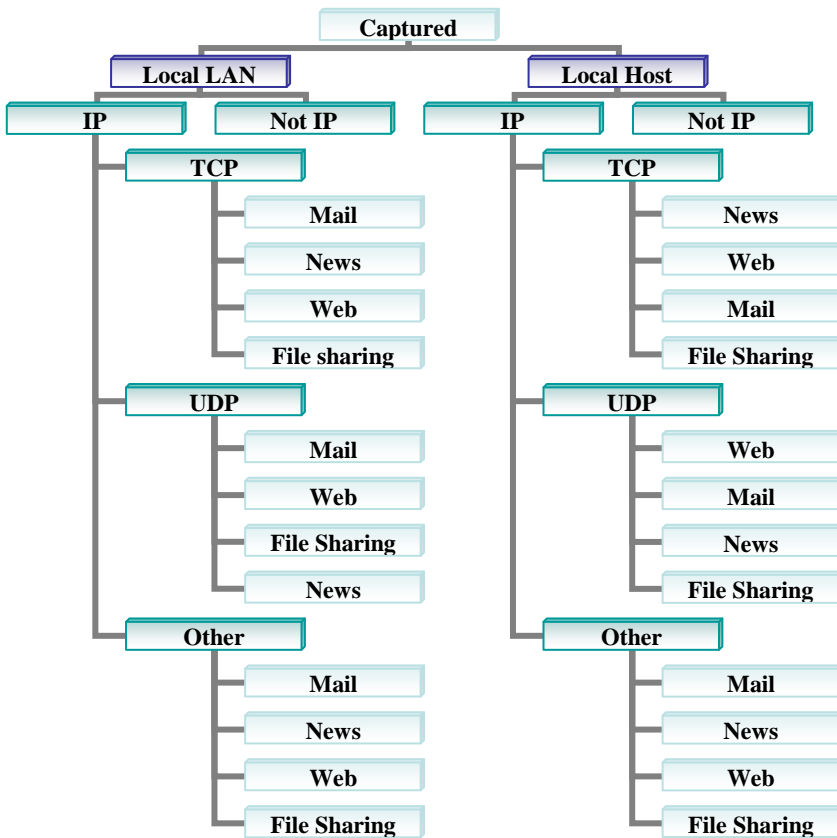 Captured
Local LAN
Local Host
IP
Not IP
IP
Not IP
TCP
Mail
News
Web
File sharing
UDP
Mail
Web
File Sharing
News
Other
Mail
News
Web
File Sharing
TCP
News
Web
Mail
File Sharing
UDP
Web
Mail
News
File Sharing
Other
Mail
News
Web
File Sharing